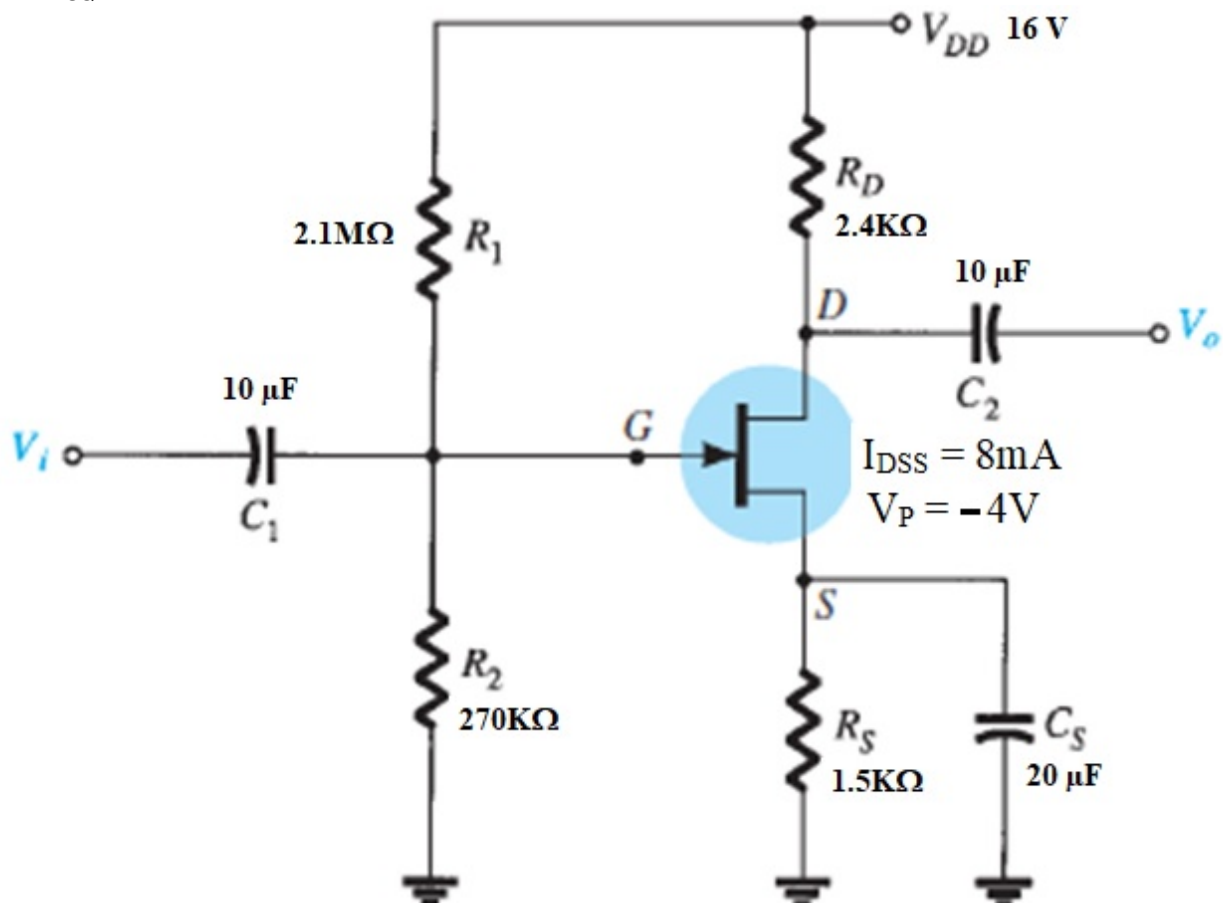 V_DD 16 V
R_D
2.4KΩ
2.1MΩ R_1
10 μF
D
V_o
C_2
10 μF
V_i
C_1
G
I_DSS = 8mA
V_P = −4V
S
R_2
270KΩ
R_S
1.5KΩ
C_S
20 μF